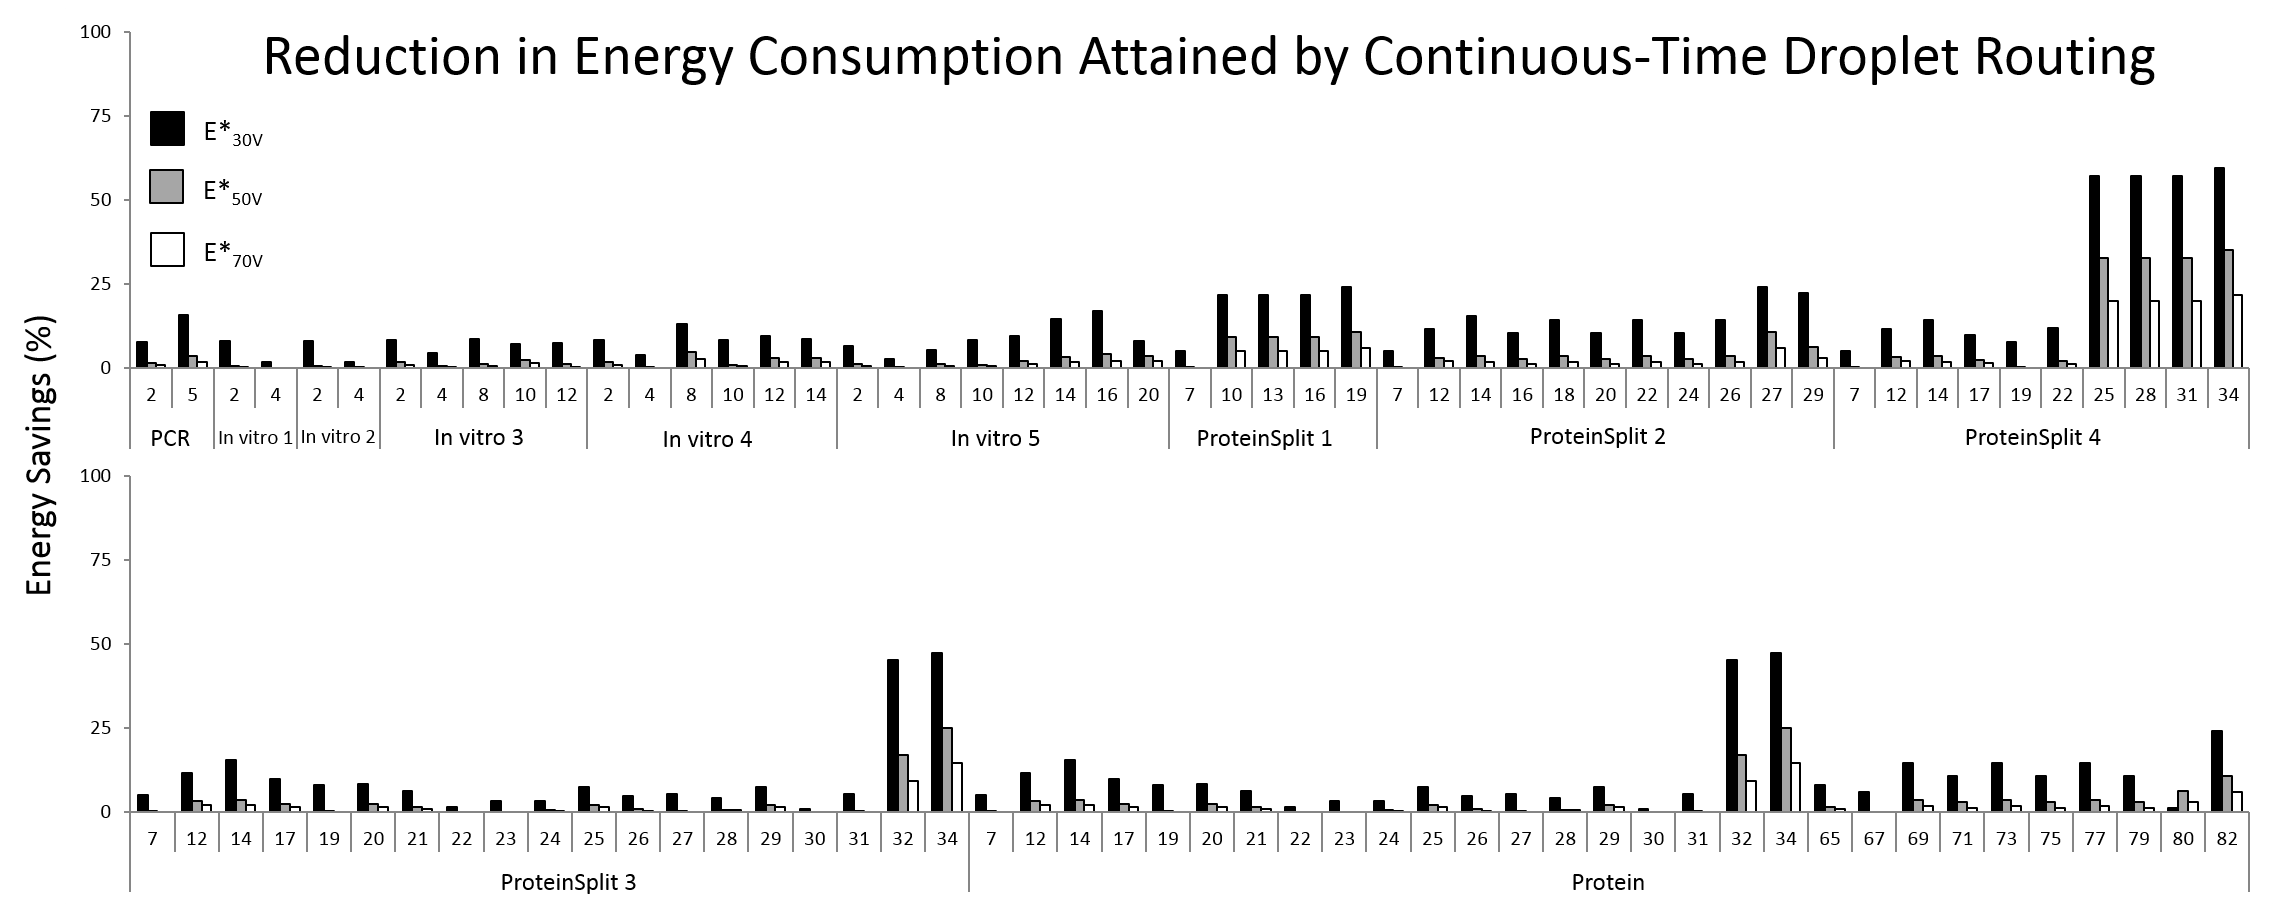 Reduction in Energy Consumption Attained by Continuous-Time Droplet Routing
Energy Savings (%)
100
75
50
25
0
E*30V
E*50V
E*70V
2 5 2 4 2 4 2 4 8 10 12 2 4 8 10 12 14 2 4 8 10 12 14 16 20 7 10 13 16 19 7 12 14 16 18 20 22 24 26 27 29 7 12 14 17 19 22 25 28 31 34
PCR In vitro 1 In vitro 2 In vitro 3 In vitro 4 In vitro 5 ProteinSplit 1 ProteinSplit 2 ProteinSplit 4
100
75
50
25
0
7 12 14 17 19 20 21 22 23 24 25 26 27 28 29 30 31 32 34 7 12 14 17 19 20 21 22 23 24 25 26 27 28 29 30 31 32 34 65 67 69 71 73 75 77 79 80 82
ProteinSplit 3 Protein